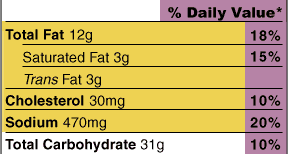 % Daily Value*
Total Fat 12g 18%
Saturated Fat 3g 15%
Trans Fat 3g
Cholesterol 30mg 10%
Sodium 470mg 20%
Total Carbohydrate 31g 10%